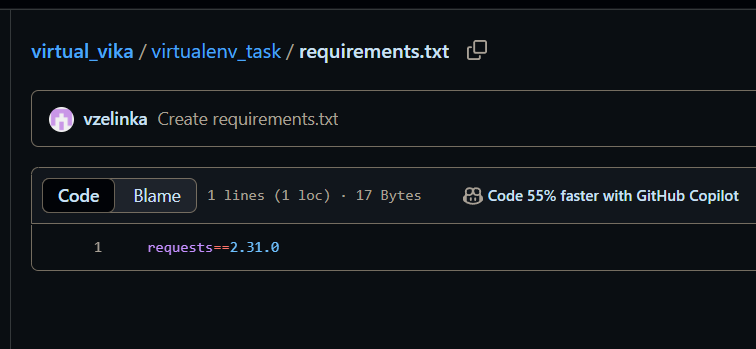 virtual_vika / virtualenv_task / requirements.txt
vzelinka Create requirements.txt
Code Blame 1 lines (1 loc) · 17 Bytes Code 55% faster with GitHub Copilot
1 requests==2.31.0